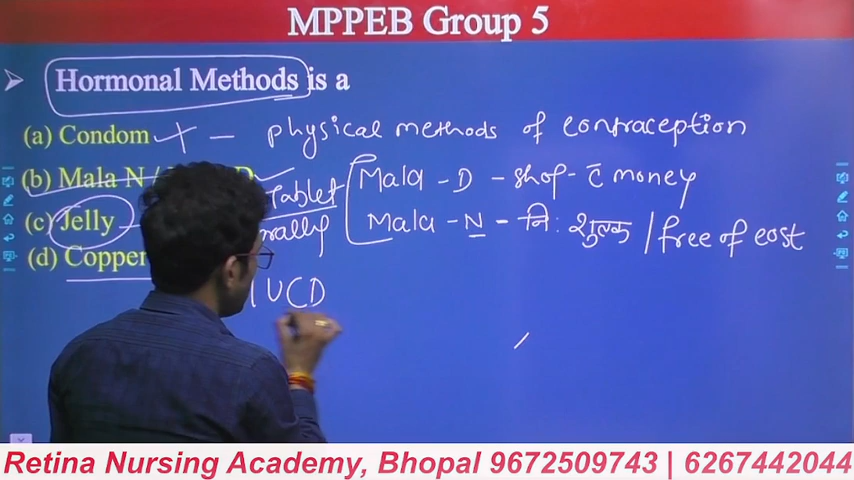 MPPEB Group 5
Hormonal Methods is a
(a) Condom — physical methods of contraception
(b) Mala N / D Tablet Mala - D - shop - c̄ money
(c) Jelly — rally Mala - N - नि: शुल्क / free of cost
(d) Copper IUCD
Retina Nursing Academy, Bhopal 9672509743 | 6267442044